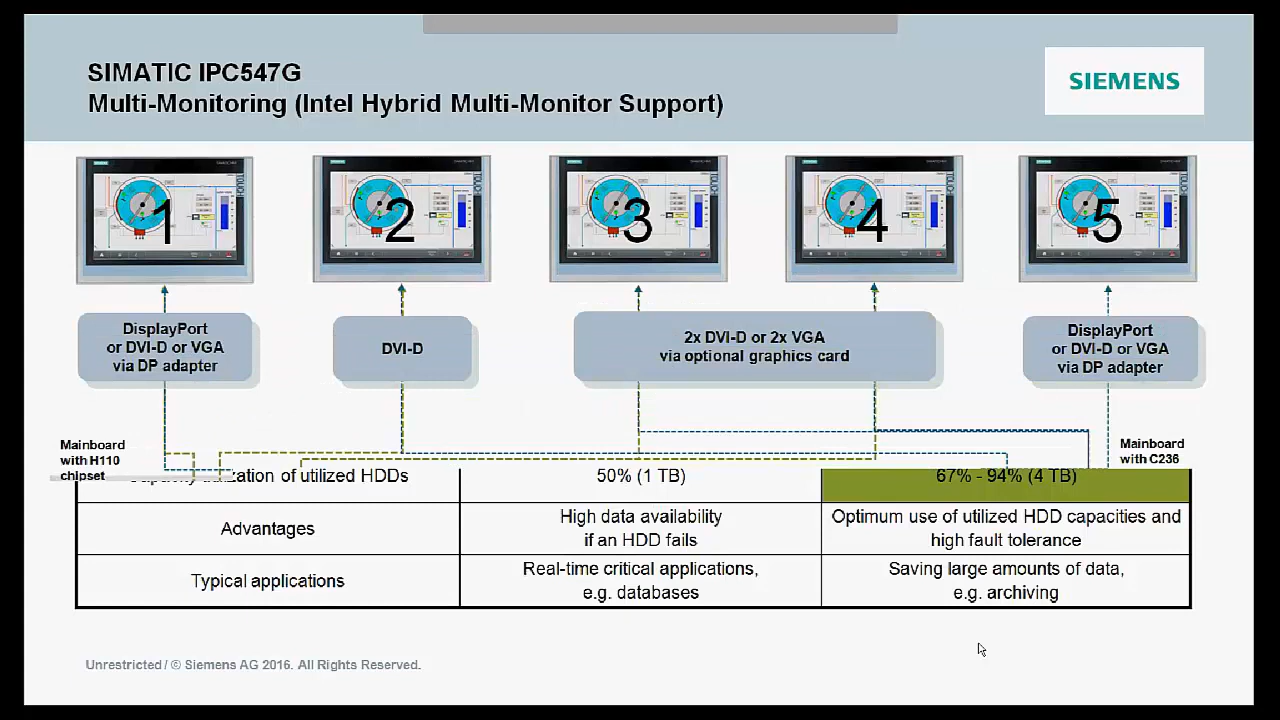 SIMATIC IPC547G
Multi-Monitoring (Intel Hybrid Multi-Monitor Support)
SIEMENS
1
2
3
4
5
DisplayPort
or DVI-D or VGA
via DP adapter
DVI-D
2x DVI-D or 2x VGA
via optional graphics card
DisplayPort
or DVI-D or VGA
via DP adapter
Mainboard
with H110
chipset
Mainboard
with C236
of utilized HDDs
50% (1 TB)
67% - 94% (4 TB)
Advantages
High data availability
if an HDD fails
Optimum use of utilized HDD capacities and
high fault tolerance
Typical applications
Real-time critical applications,
e.g. databases
Saving large amounts of data,
e.g. archiving
Unrestricted / © Siemens AG 2016. All Rights Reserved.